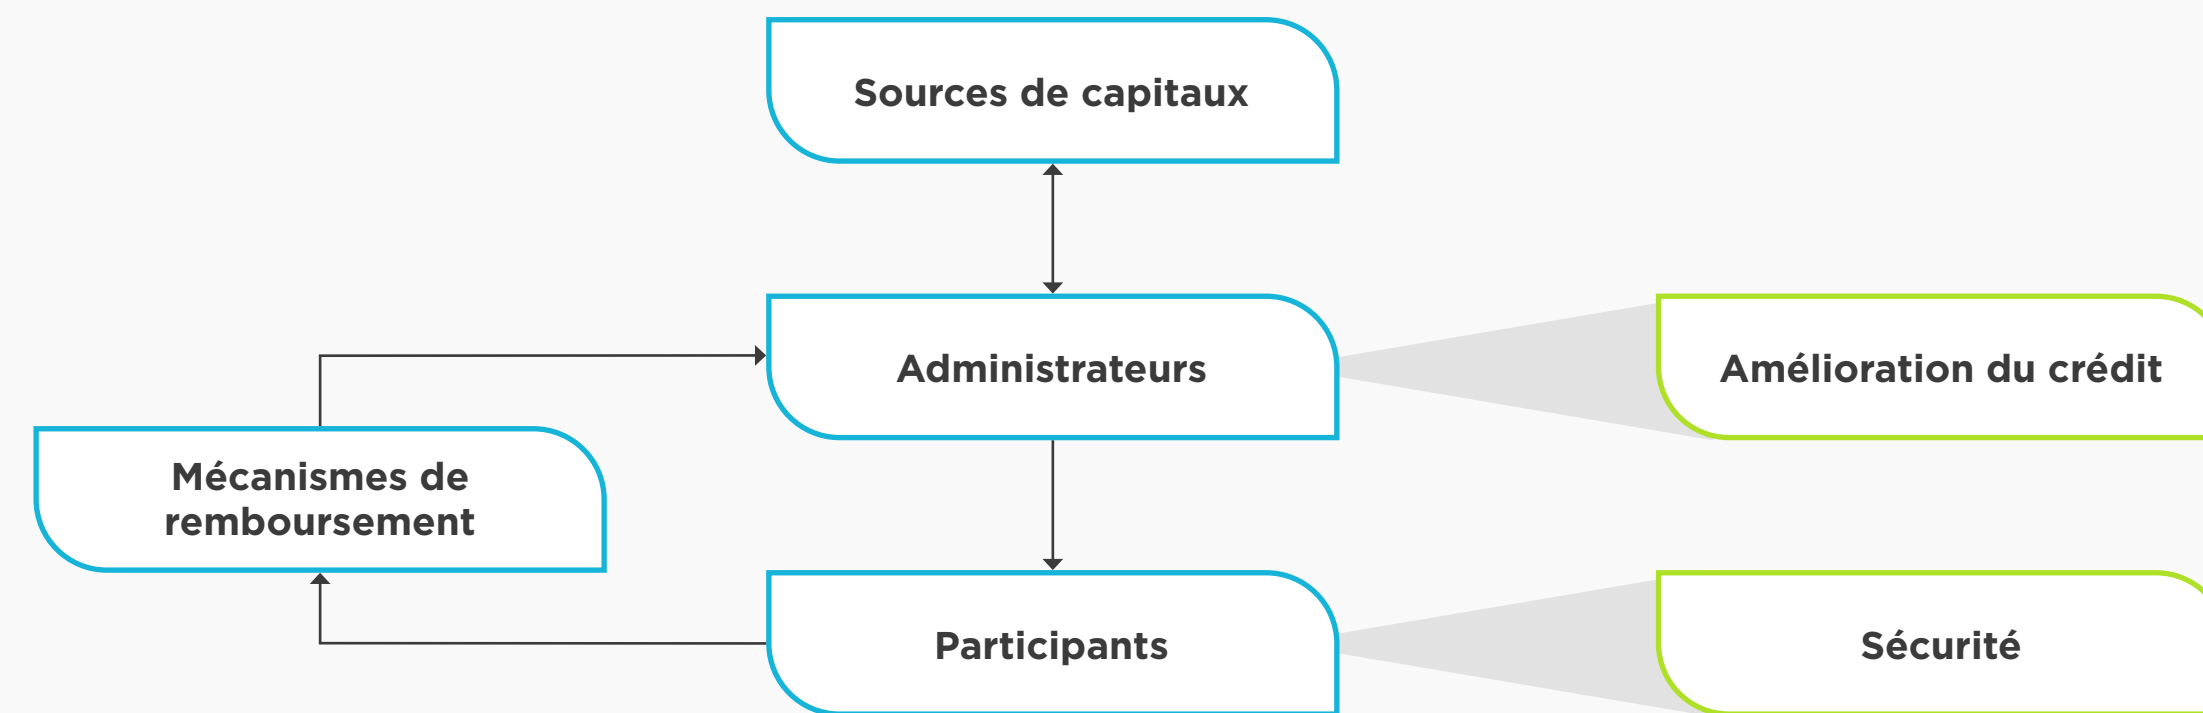 Sources de capitaux
Administrateurs
Amélioration du crédit
Mécanismes de
remboursement
Participants
Sécurité